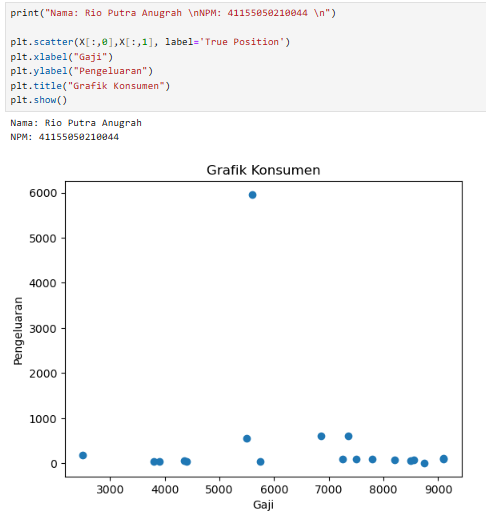 print("Nama: Rio Putra Anugrah \nNPM: 41155050210044 \n")
plt.scatter(X[:,0],X[:,1], label='True Position')
plt.xlabel("Gaji")
plt.ylabel("Pengeluaran")
plt.title("Grafik Konsumen")
plt.show()
Nama: Rio Putra Anugrah
NPM: 41155050210044
Grafik Konsumen
6000
5000
4000
3000
2000
1000
0
Pengeluaran
3000 4000 5000 6000 7000 8000 9000
Gaji